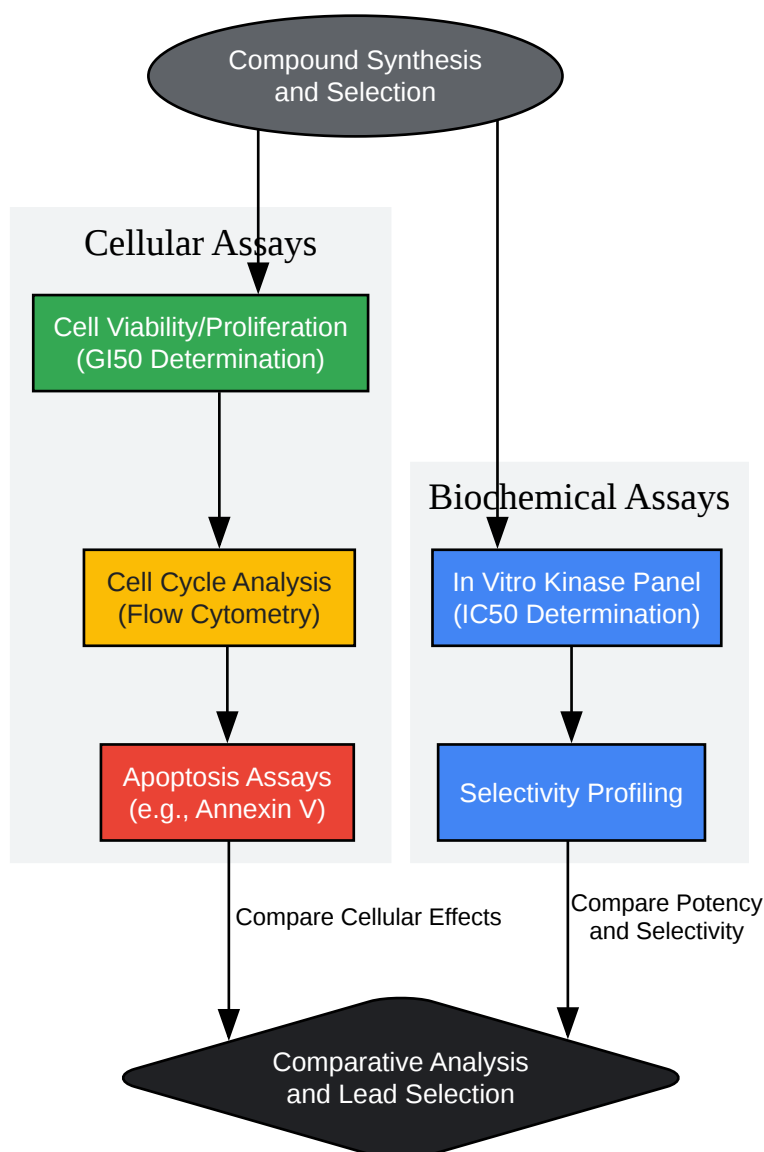 Compound Synthesis
and Selection
Cellular Assays
Cell Viability/Proliferation
(GI50 Determination)
Cell Cycle Analysis
(Flow Cytometry)
Apoptosis Assays
(e.g., Annexin V)
Biochemical Assays
In Vitro Kinase Panel
(IC50 Determination)
Selectivity Profiling
Compare Cellular Effects
Compare Potency
and Selectivity
Comparative Analysis
and Lead Selection